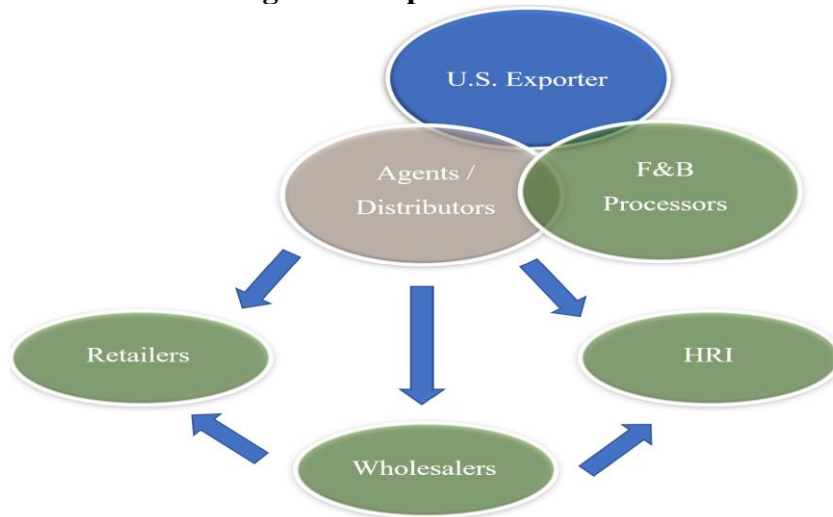 U.S. Exporter
Agents /
Distributors
F&B
Processors
Retailers
HRI
Wholesalers